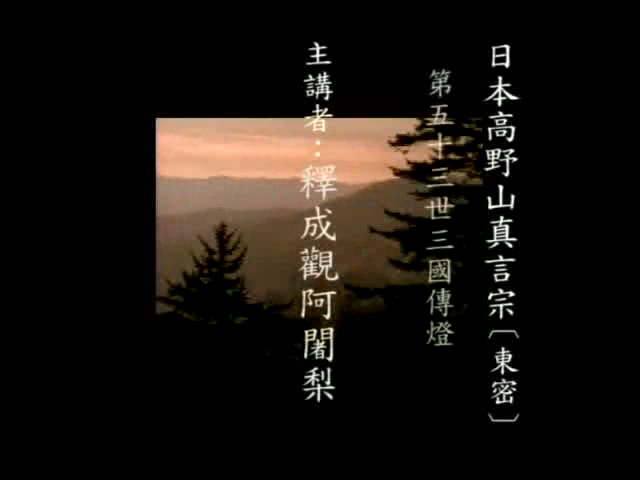 日本高野山真言宗〔東密〕
第五十三世三國傳燈
主講者：釋成觀阿闍梨